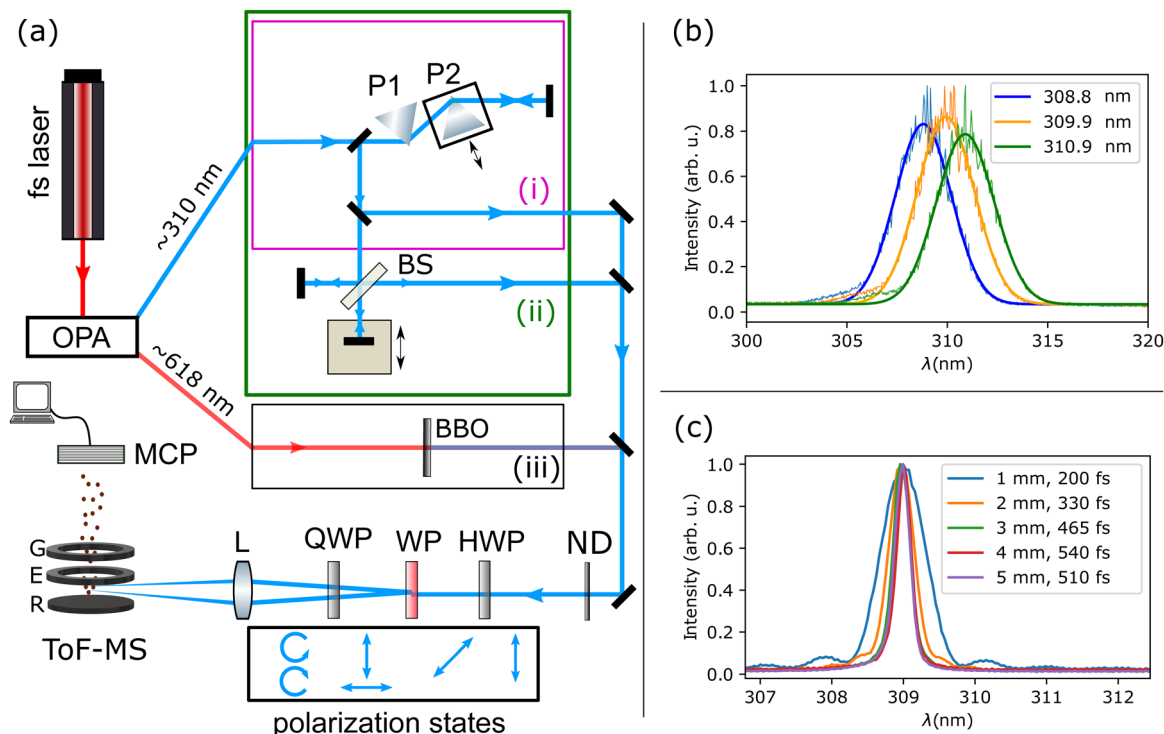 (a)
fs laser
OPA
~310 nm
~618 nm
P1
P2
(i)
BS
(ii)
BBO
(iii)
MCP
G
E
R
ToF-MS
L
QWP
WP
HWP
ND
polarization states
(b)
Intensity (arb. u.)
1.0
0.8
0.6
0.4
0.2
0.0
300
305
310
315
320
λ(nm)
308.8 nm
309.9 nm
310.9 nm
(c)
Intensity (arb. u.)
1.0
0.8
0.6
0.4
0.2
0.0
307
308
309
310
311
312
λ(nm)
1 mm, 200 fs
2 mm, 330 fs
3 mm, 465 fs
4 mm, 540 fs
5 mm, 510 fs